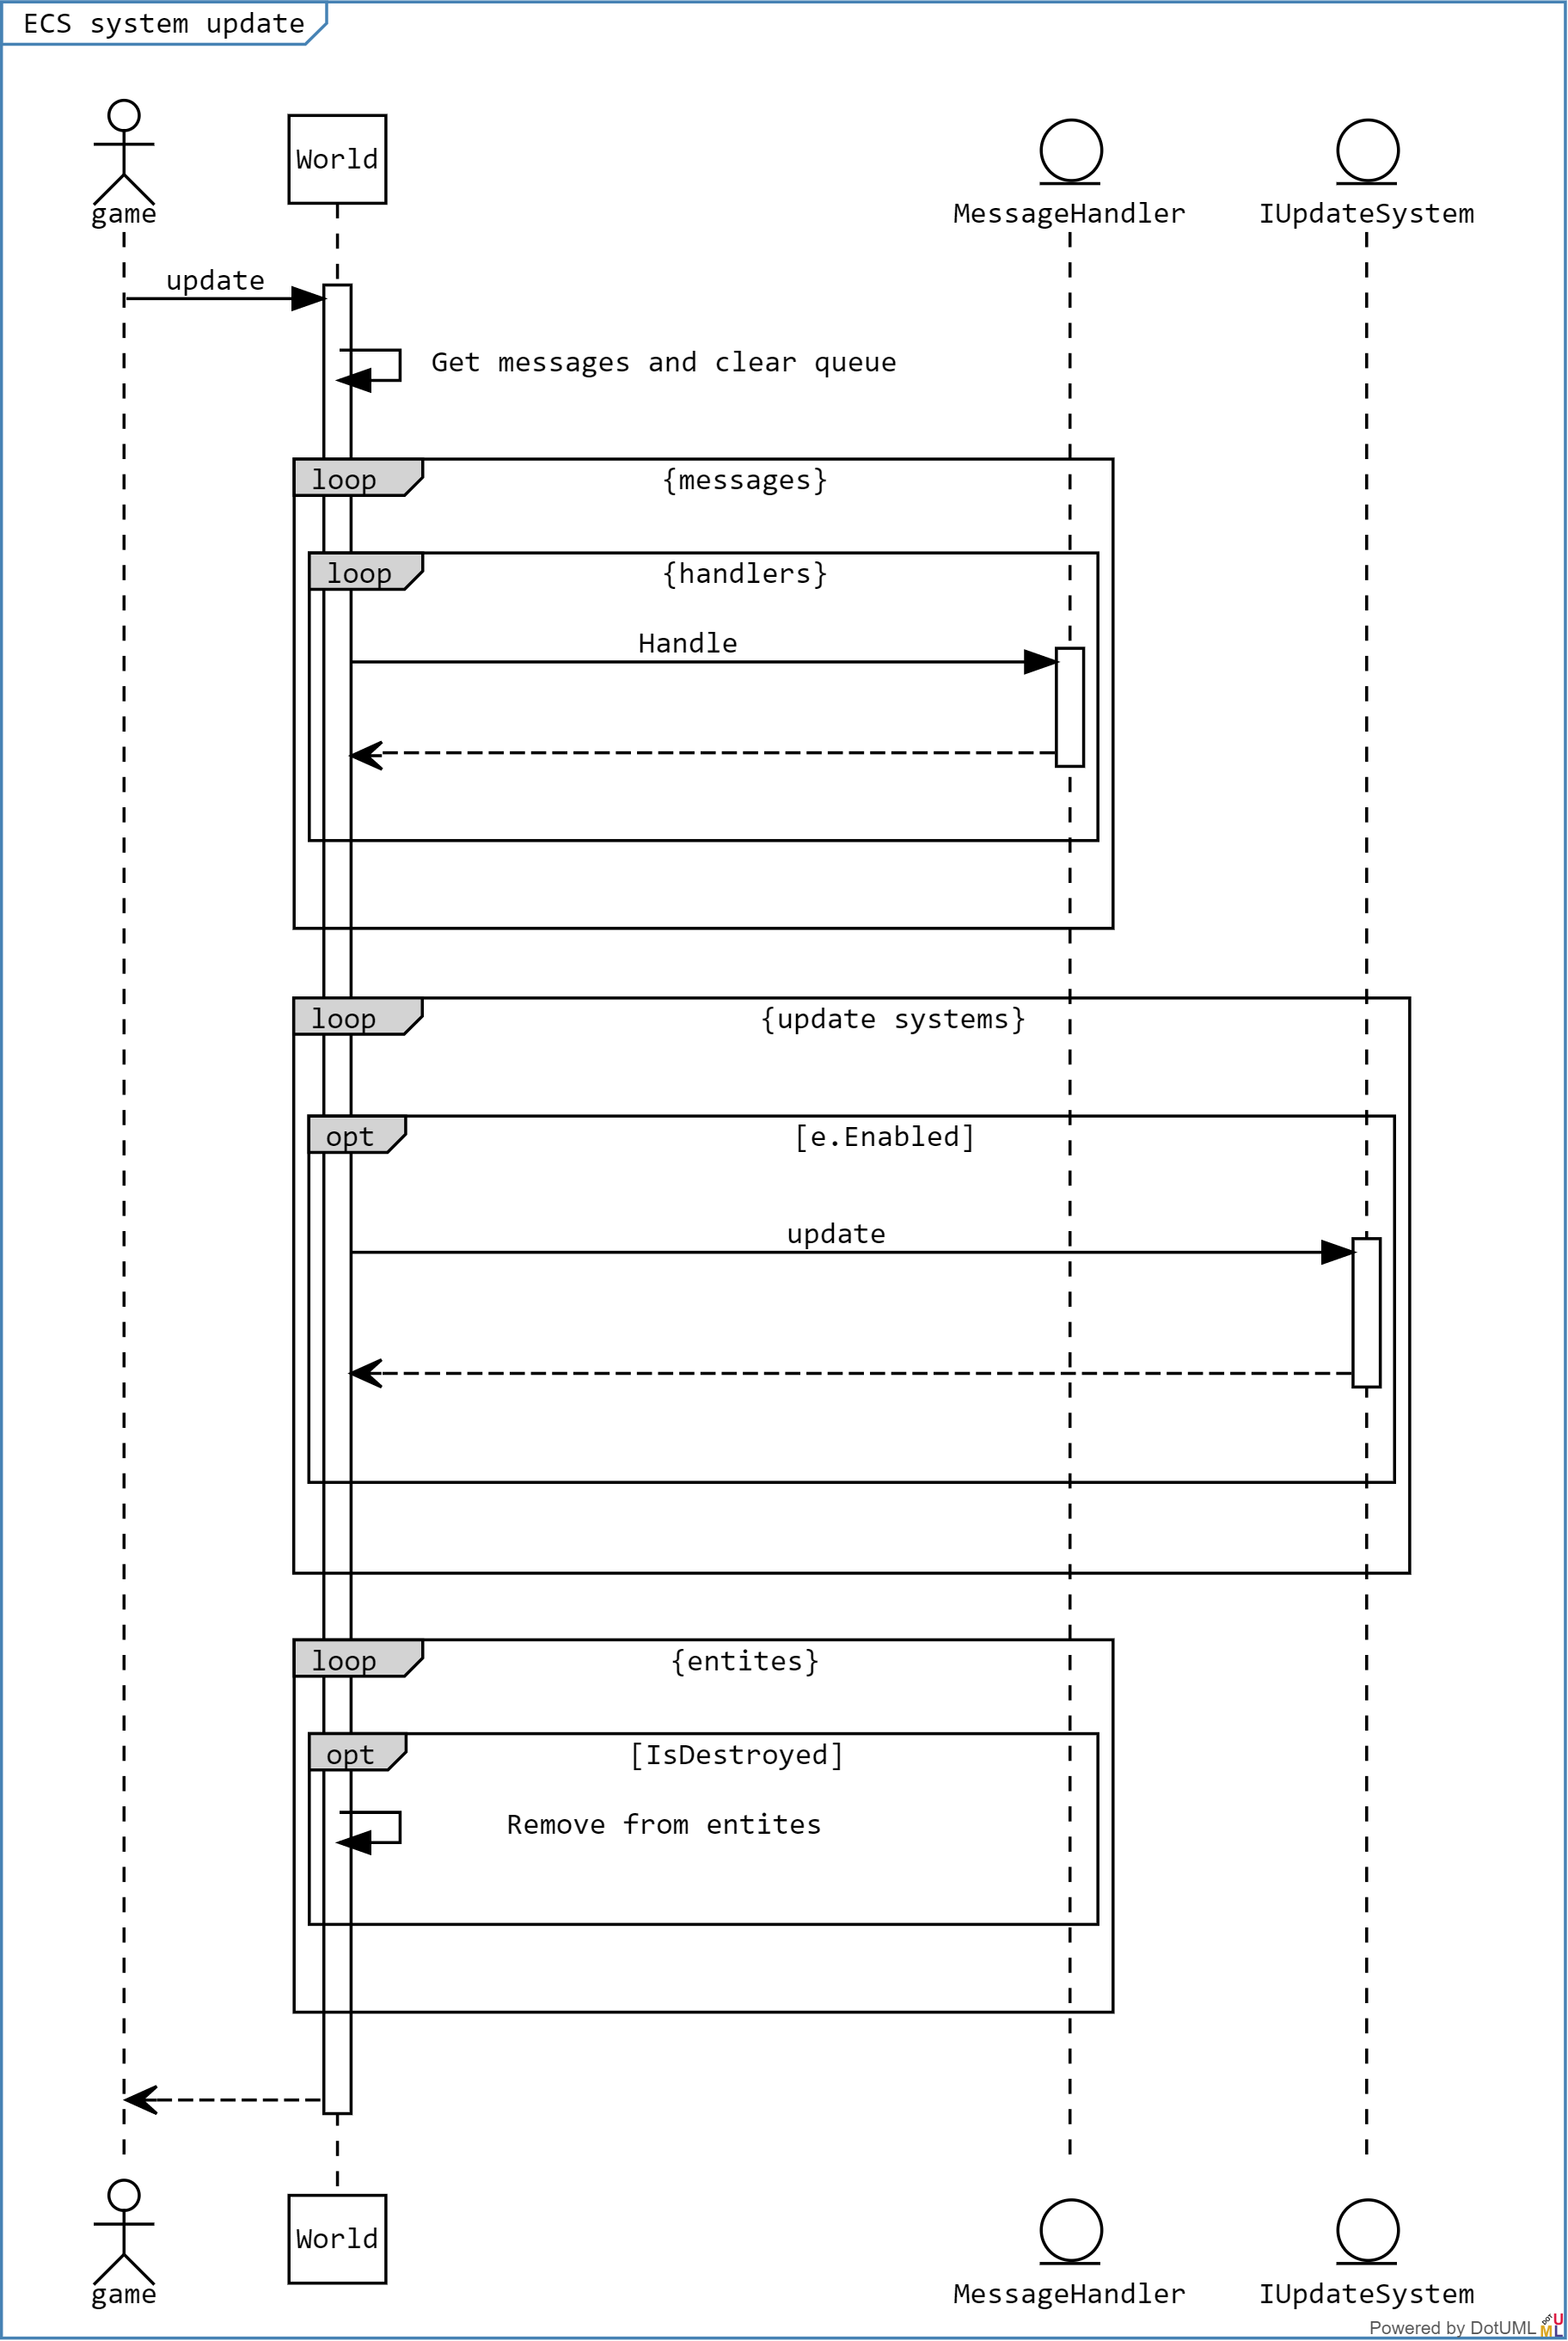 ECS system update
game
World
MessageHandler
IUpdateSystem
update
Get messages and clear queue
loop
{messages}
loop
{handlers}
Handle
loop
{update systems}
opt
[e.Enabled]
update
loop
{entites}
opt
[IsDestroyed]
Remove from entites
game
World
MessageHandler
IUpdateSystem
Powered by DotUML